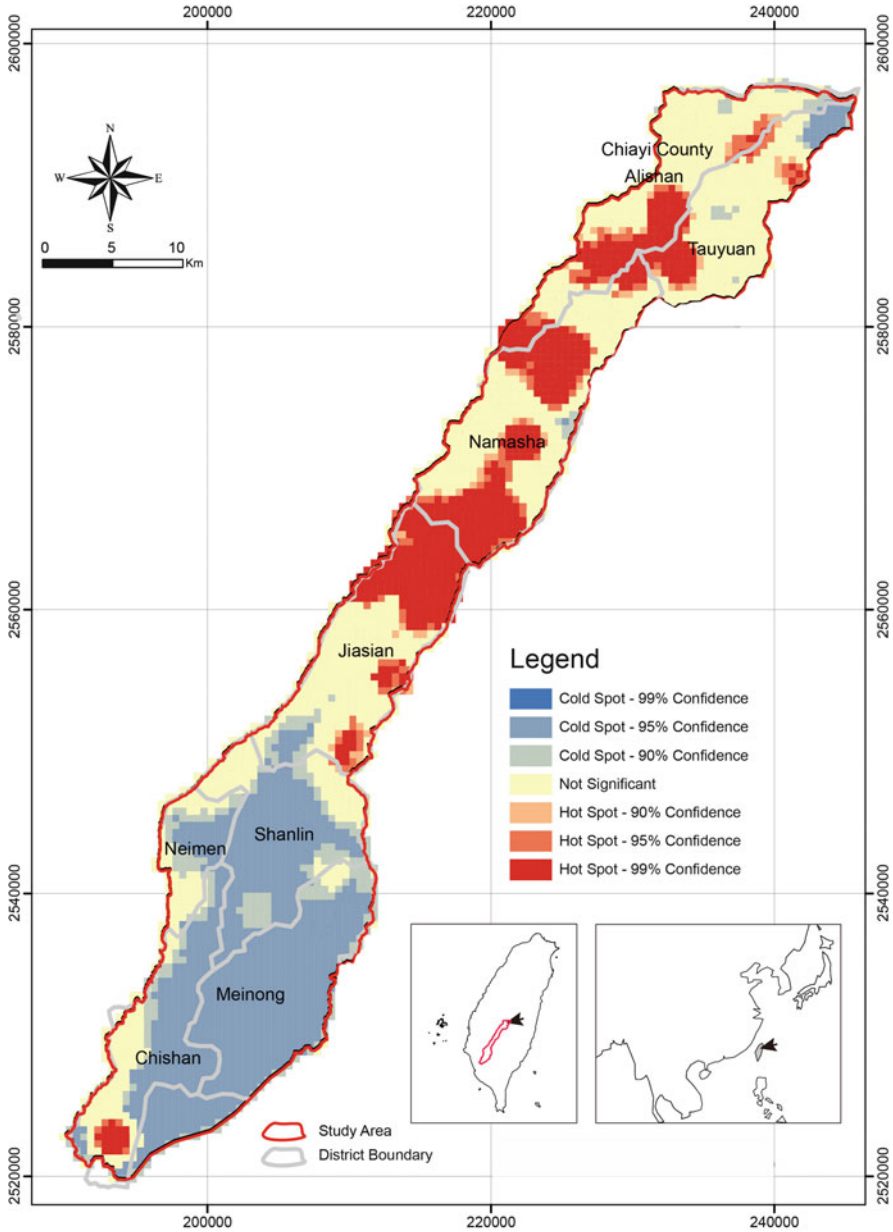 200000 220000 240000
2600000 2600000
N
W E
S
0 5 10
Km
Chiayi County
Alishan
Tauyuan
2580000 2580000
Namasha
2560000 2560000
Jiasian
Legend
Cold Spot - 99% Confidence
Cold Spot - 95% Confidence
Cold Spot - 90% Confidence
Not Significant
Hot Spot - 90% Confidence
Hot Spot - 95% Confidence
Hot Spot - 99% Confidence
Shanlin
Neimen
2540000 2540000
Meinong
Chishan
Study Area
District Boundary
2520000 2520000
200000 220000 240000